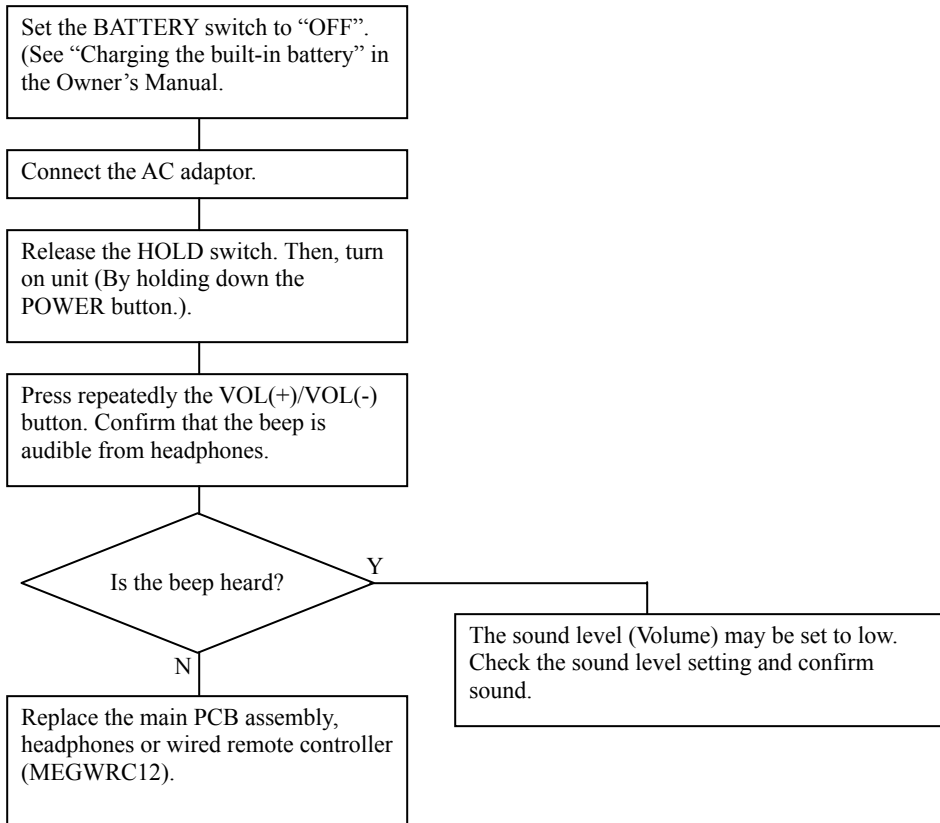 Set the BATTERY switch to “OFF”.
(See “Charging the built-in battery” in
the Owner’s Manual.
Connect the AC adaptor.
Release the HOLD switch. Then, turn
on unit (By holding down the
POWER button.).
Press repeatedly the VOL(+)/VOL(-)
button. Confirm that the beep is
audible from headphones.
Is the beep heard?
Y
The sound level (Volume) may be set to low.
Check the sound level setting and confirm
sound.
N
Replace the main PCB assembly,
headphones or wired remote controller
(MEGWRC12).